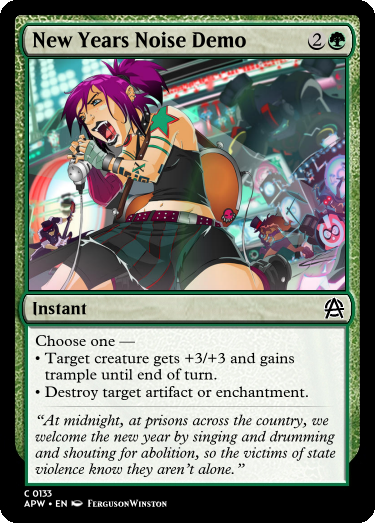 New Years Noise Demo 2
Instant
Choose one —
• Target creature gets +3/+3 and gains
trample until end of turn.
• Destroy target artifact or enchantment.
“At midnight, at prisons across the country, we
welcome the new year by singing and drumming
and shouting for abolition, so the victims of state
violence know they aren’t alone.”
C 0133
APW • EN FergusonWinston